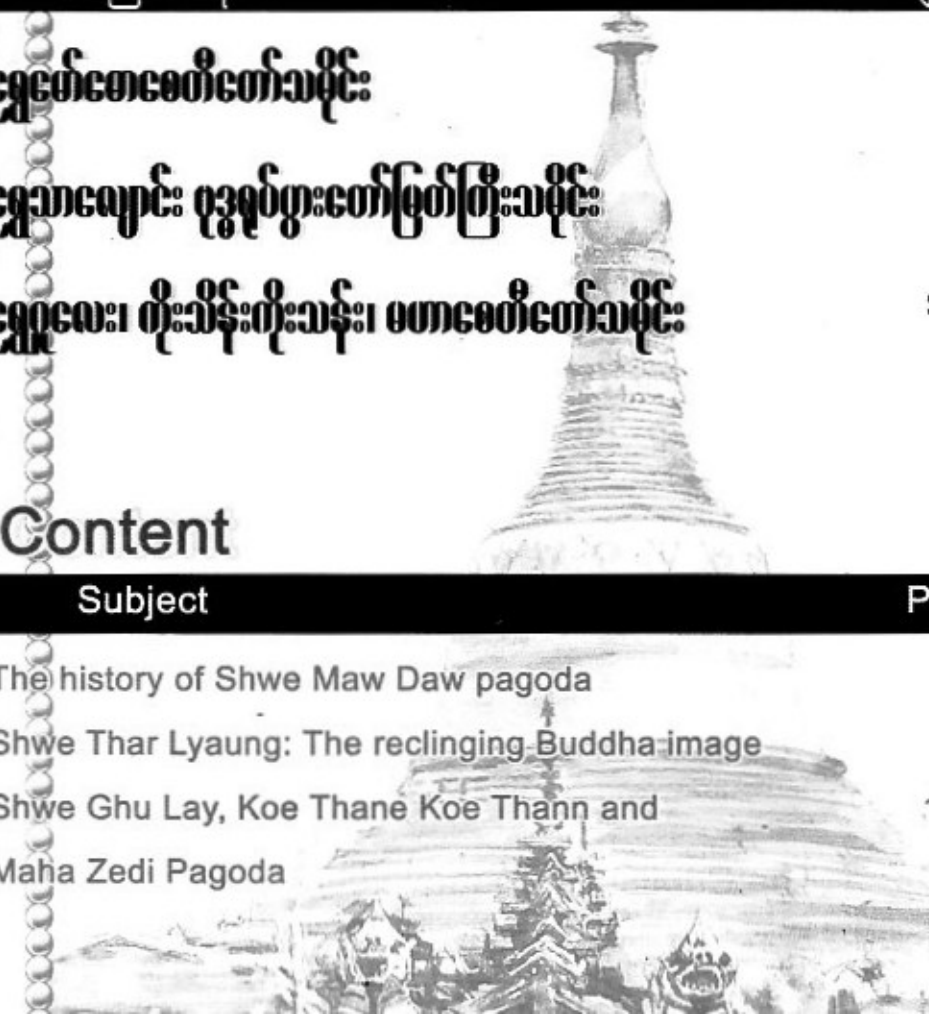 ရွှေမော်ဓောစေတီတော်သမိုင်း
ရွှေသာလျောင်း ဗုဒ္ဓရုပ်ပွားတော်မြတ်ကြီးသမိုင်း
ရွှေဂူလေး၊ ကိုးသိန်းကိုးသန်း၊ မဟာစေတီတော်သမိုင်း
Content
Subject P
The history of Shwe Maw Daw pagoda
Shwe Thar Lyaung: The reclinging Buddha image
Shwe Ghu Lay, Koe Thane Koe Thann and
Maha Zedi Pagoda